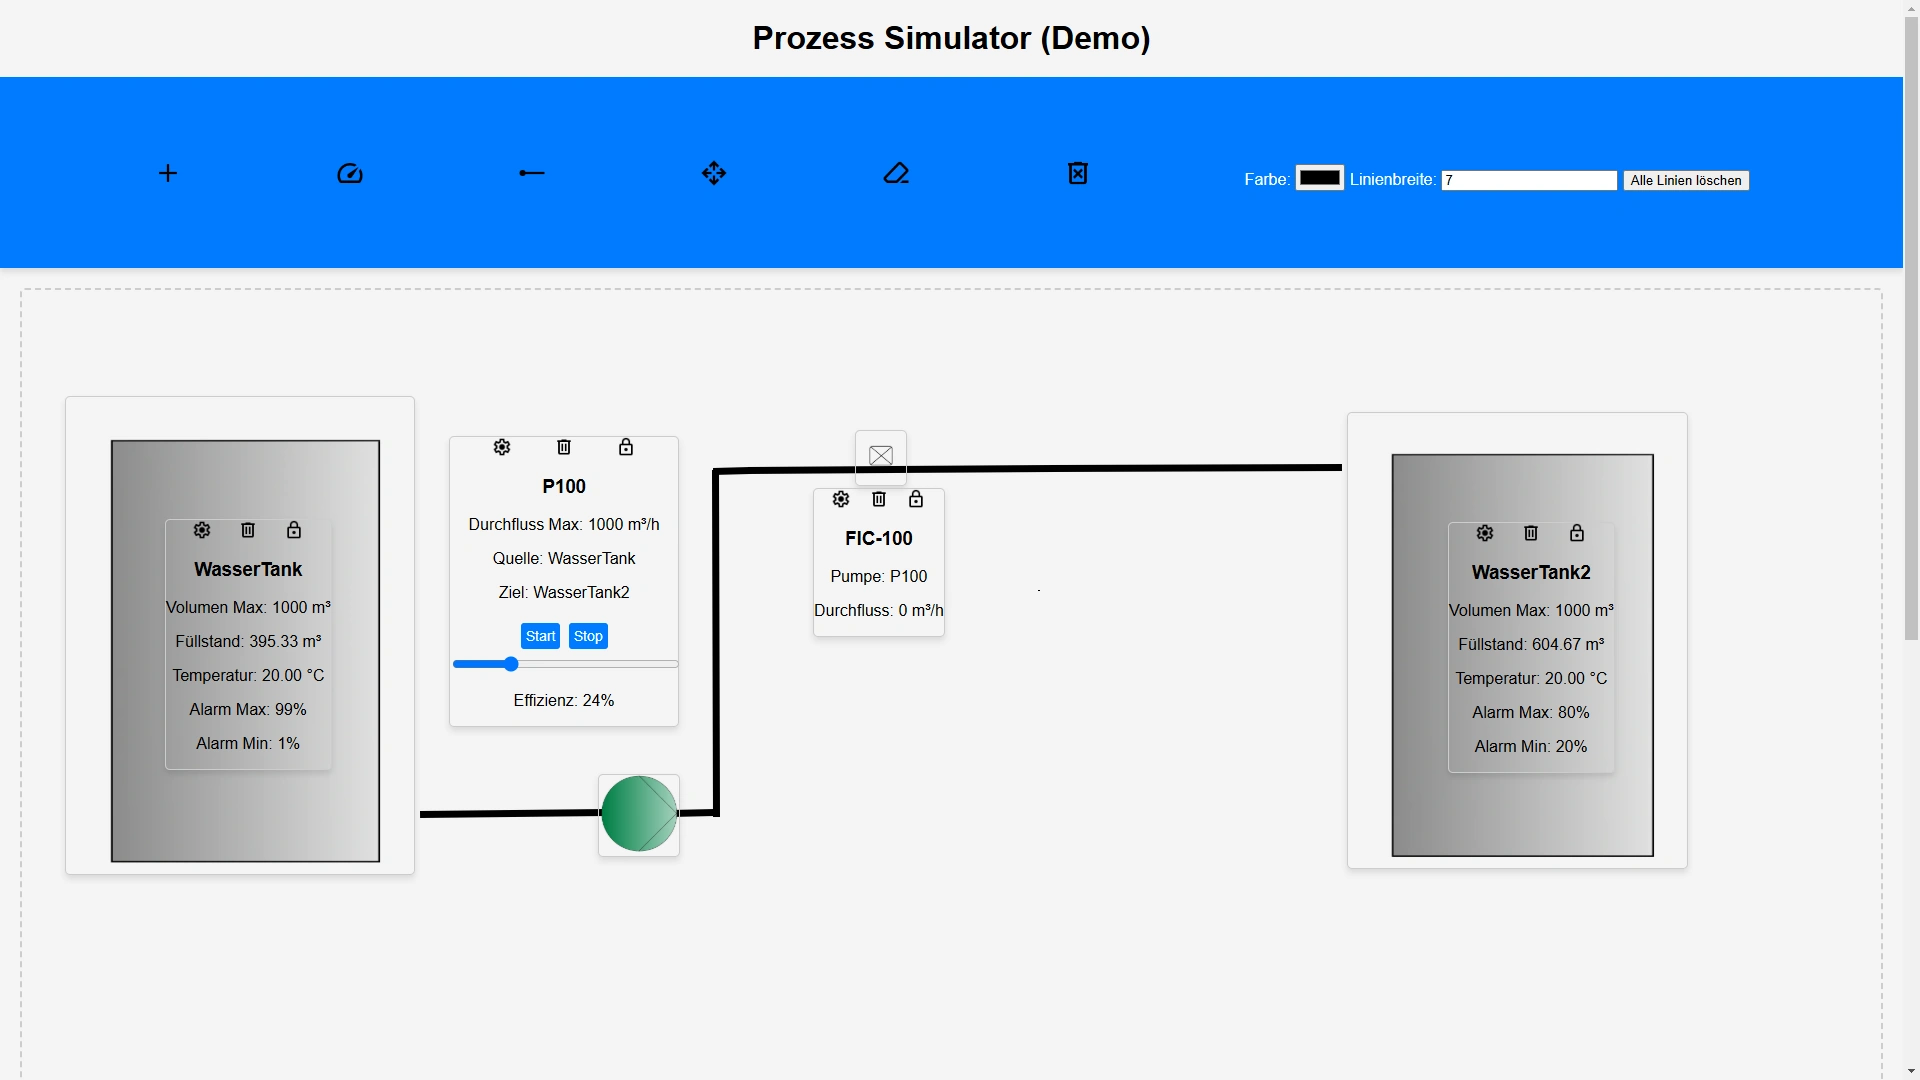 Prozess Simulator (Demo)
Farbe: Linienbreite: 7 Alle Linien löschen
WasserTank
Volumen Max: 1000 m³
Füllstand: 395.33 m³
Temperatur: 20.00 °C
Alarm Max: 99%
Alarm Min: 1%
P100
Durchfluss Max: 1000 m³/h
Quelle: WasserTank
Ziel: WasserTank2
Start Stop
Effizienz: 24%
FIC-100
Pumpe: P100
Durchfluss: 0 m³/h
WasserTank2
Volumen Max: 1000 m³
Füllstand: 604.67 m³
Temperatur: 20.00 °C
Alarm Max: 80%
Alarm Min: 20%